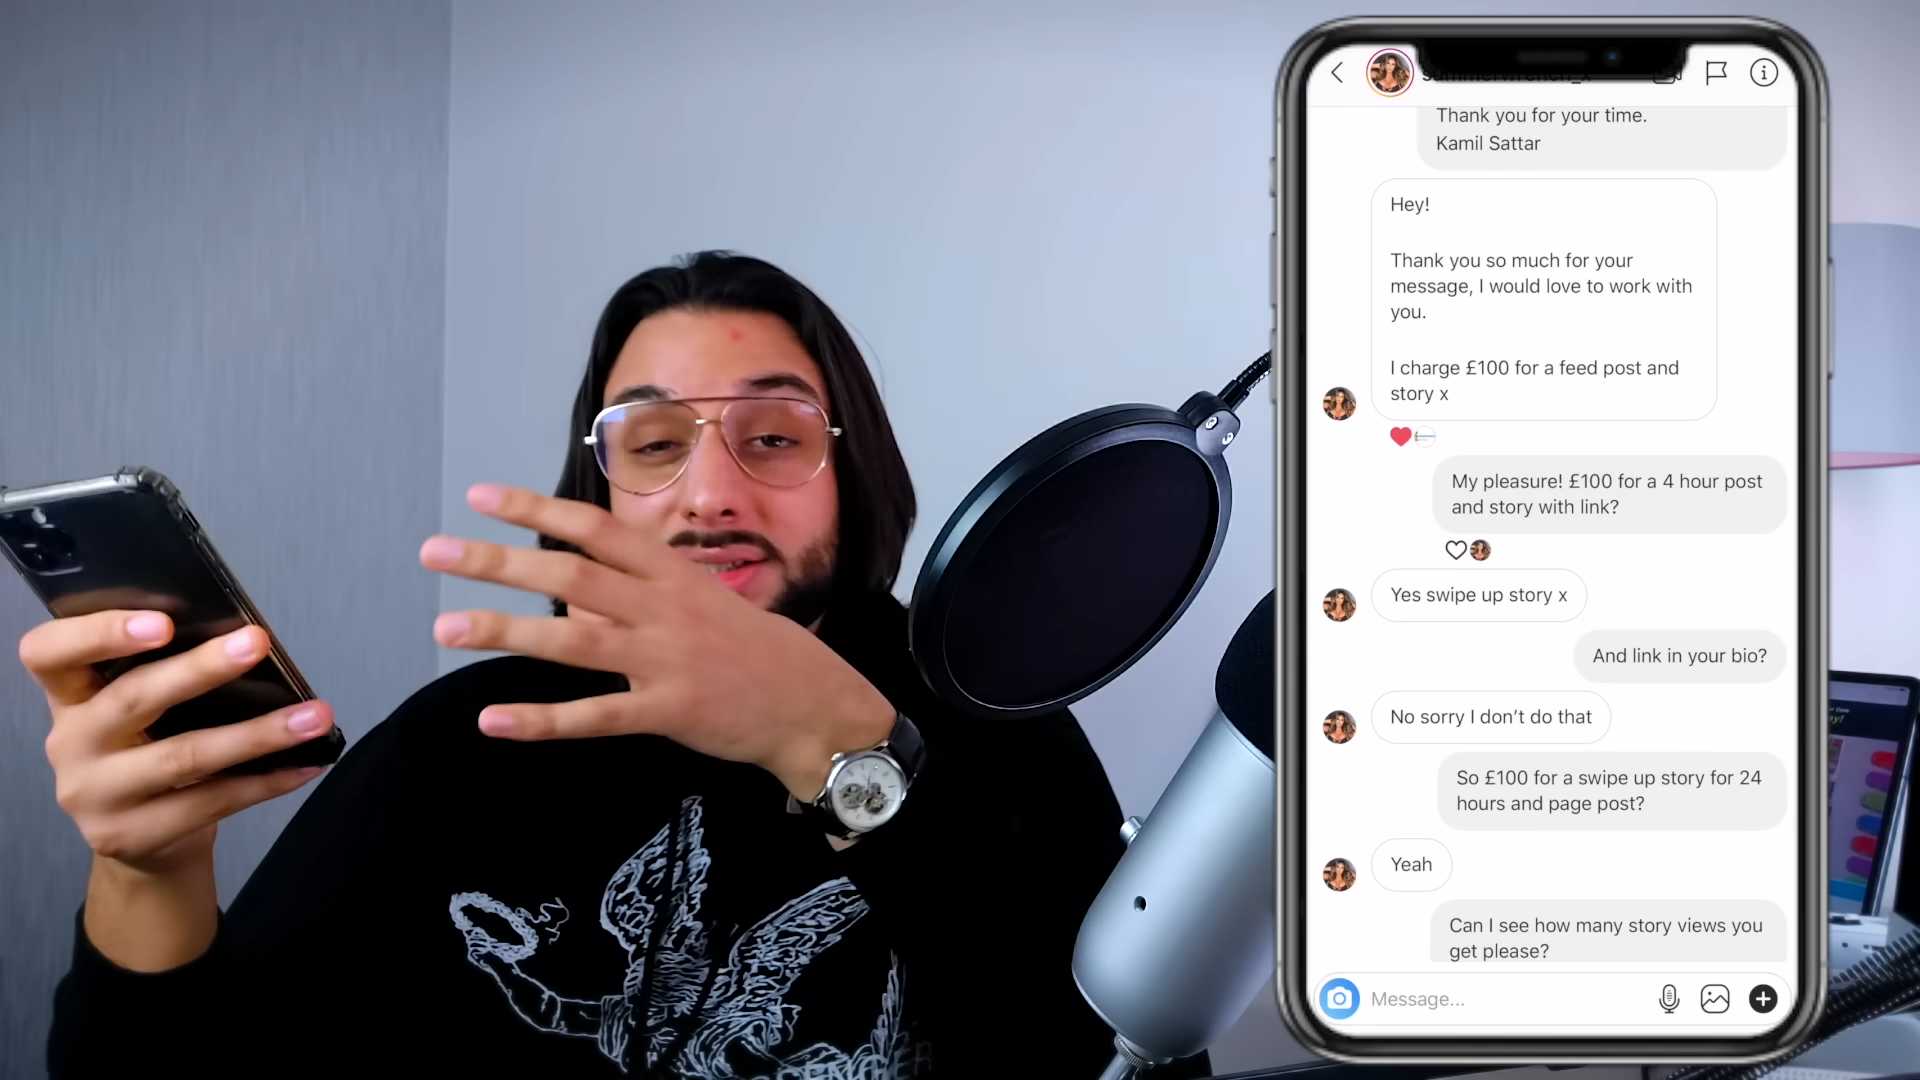 Thank you for your time.
Kamil Sattar
Hey!
Thank you so much for your
message, I would love to work with
you.
I charge £100 for a feed post and
story x
My pleasure! £100 for a 4 hour post
and story with link?
Yes swipe up story x
And link in your bio?
No sorry I don't do that
So £100 for a swipe up story for 24
hours and page post?
Yeah
Can I see how many story views you
get please?
Message...